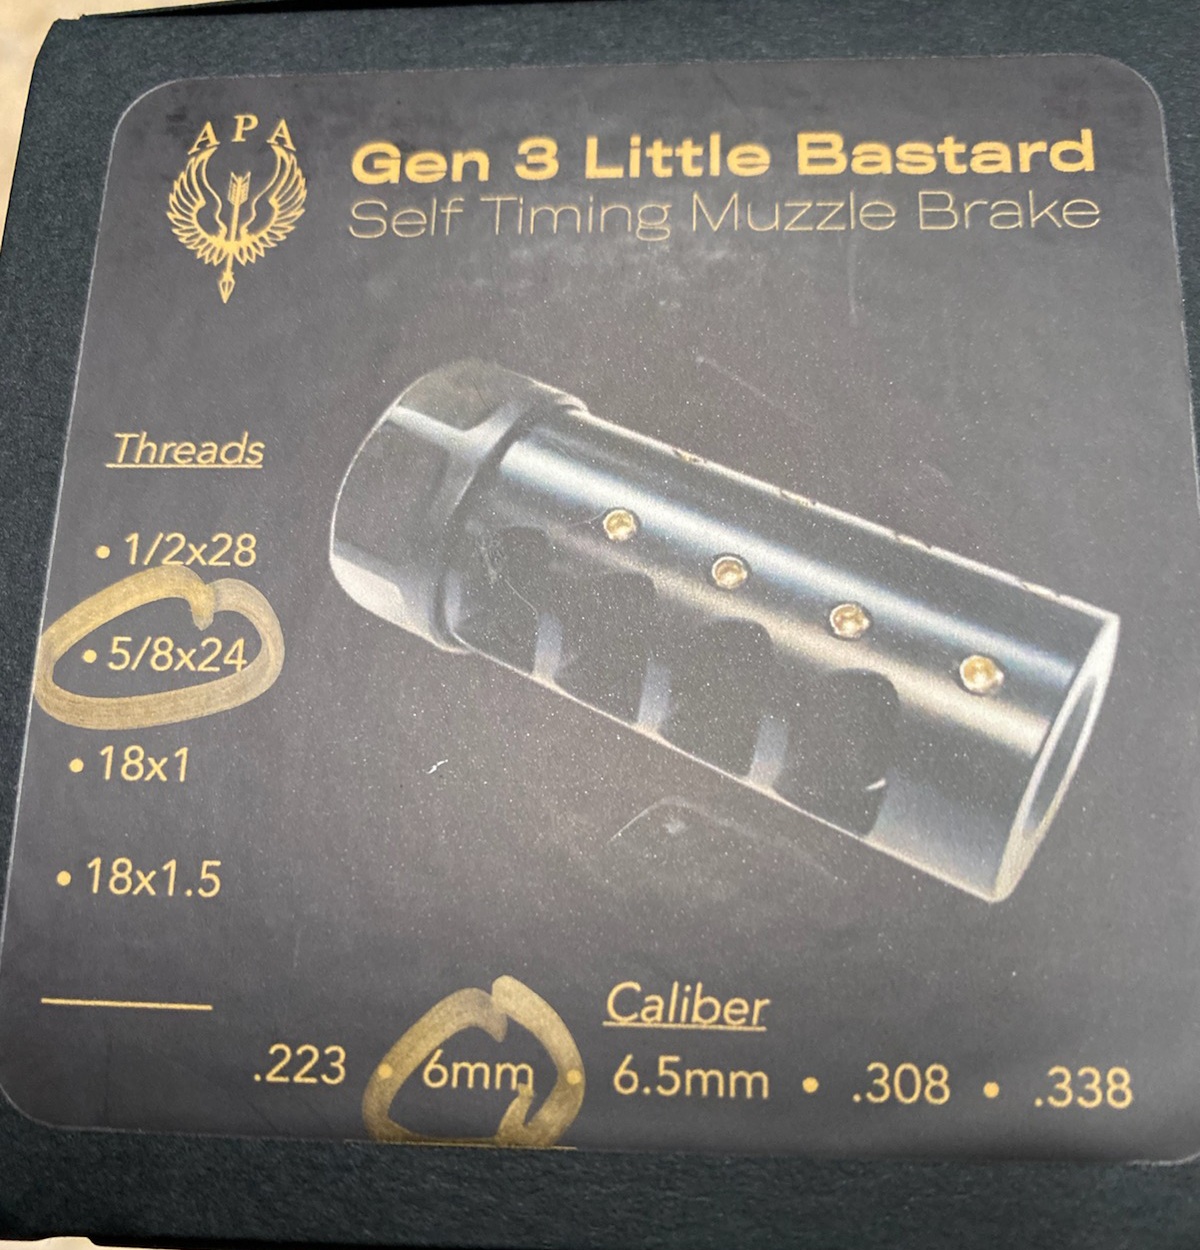 APA
Gen 3 Little Bastard
Self Timing Muzzle Brake
Threads
• 1/2x28
• 5/8x24
• 18x1
• 18x1.5
Caliber
.223 • 6mm • 6.5mm • .308 • .338